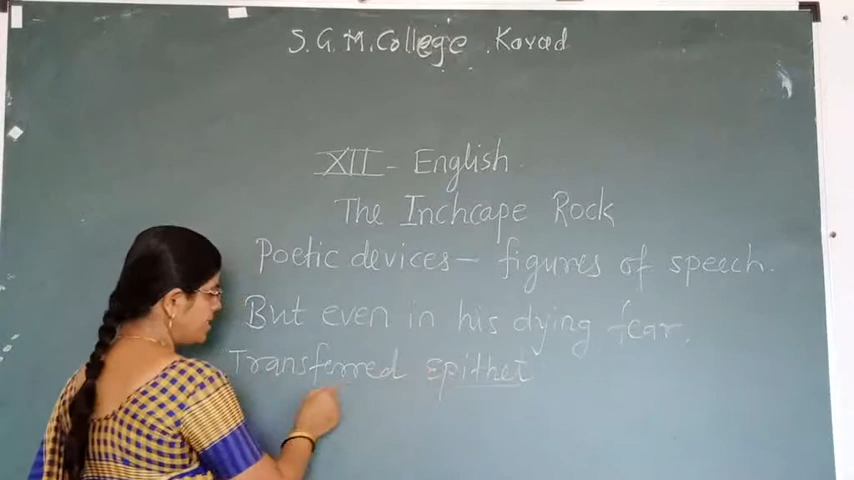 S.G.M. College .Kovad
XII - English
The Inchcape Rock
Poetic devices - figures of speech.
But even in his dying fear.
Transferred epithet